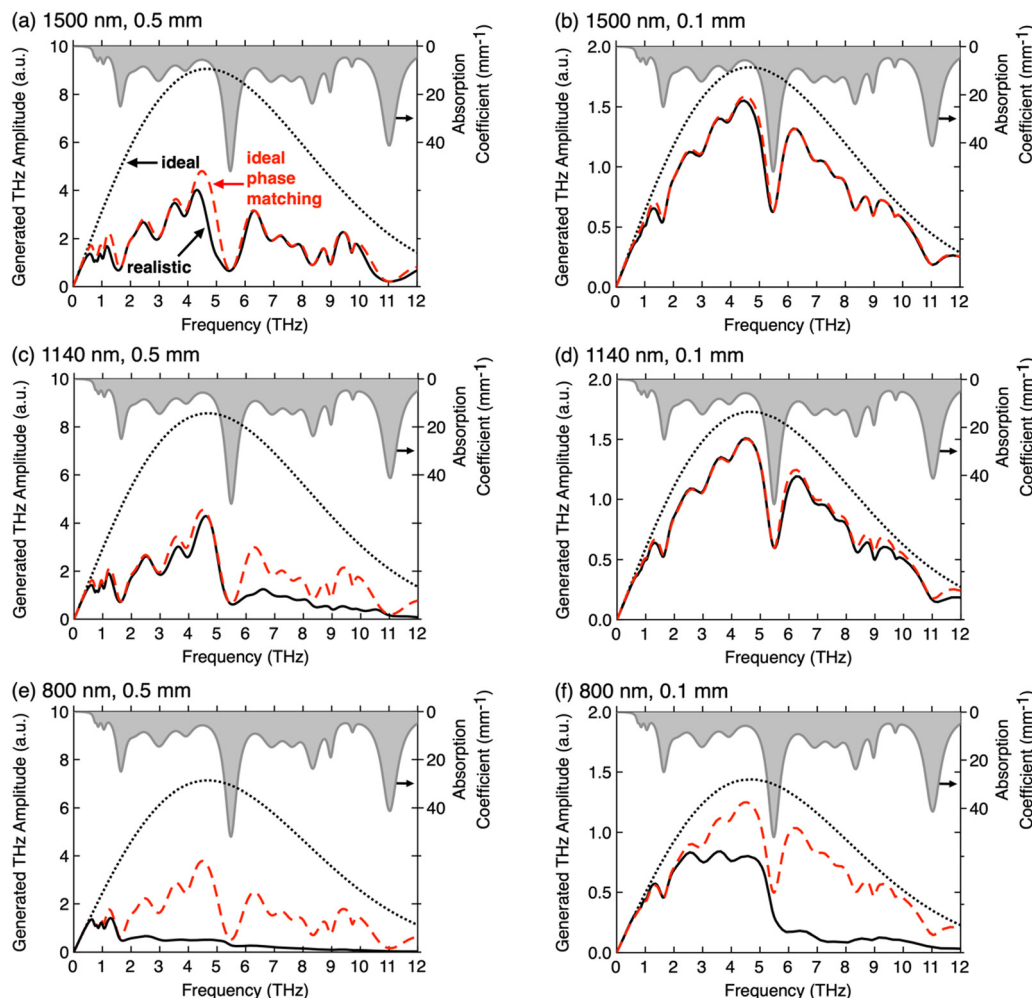 (a) 1500 nm, 0.5 mm
10
8
6
4
2
0
Generated THz Amplitude (a.u.)
0
20
40
Absorption
Coefficient (mm-1)
ideal
ideal
phase
matching
realistic
0 1 2 3 4 5 6 7 8 9 10 11 12
Frequency (THz)
(b) 1500 nm, 0.1 mm
2.0
1.5
1.0
0.5
0.0
Generated THz Amplitude (a.u.)
0
20
40
Absorption
Coefficient (mm-1)
0 1 2 3 4 5 6 7 8 9 10 11 12
Frequency (THz)
(c) 1140 nm, 0.5 mm
10
8
6
4
2
0
Generated THz Amplitude (a.u.)
0
20
40
Absorption
Coefficient (mm-1)
0 1 2 3 4 5 6 7 8 9 10 11 12
Frequency (THz)
(d) 1140 nm, 0.1 mm
2.0
1.5
1.0
0.5
0.0
Generated THz Amplitude (a.u.)
0
20
40
Absorption
Coefficient (mm-1)
0 1 2 3 4 5 6 7 8 9 10 11 12
Frequency (THz)
(e) 800 nm, 0.5 mm
10
8
6
4
2
0
Generated THz Amplitude (a.u.)
0
20
40
Absorption
Coefficient (mm-1)
0 1 2 3 4 5 6 7 8 9 10 11 12
Frequency (THz)
(f) 800 nm, 0.1 mm
2.0
1.5
1.0
0.5
0.0
Generated THz Amplitude (a.u.)
0
20
40
Absorption
Coefficient (mm-1)
0 1 2 3 4 5 6 7 8 9 10 11 12
Frequency (THz)